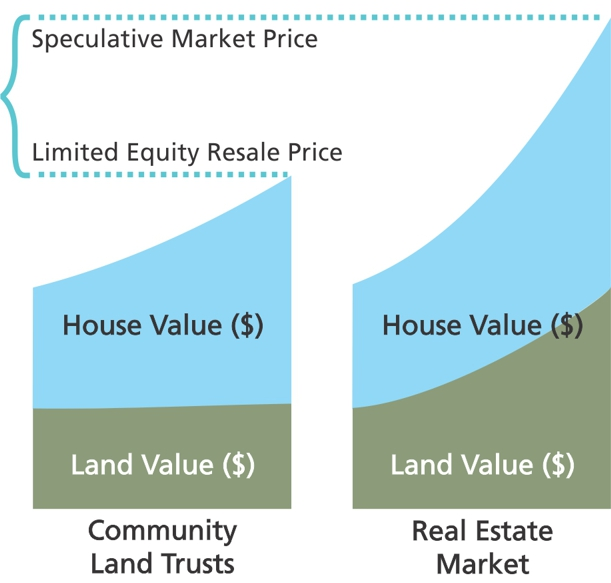 Speculative Market Price
Limited Equity Resale Price
House Value ($)
House Value ($)
Land Value ($)
Land Value ($)
Community
Land Trusts
Real Estate
Market